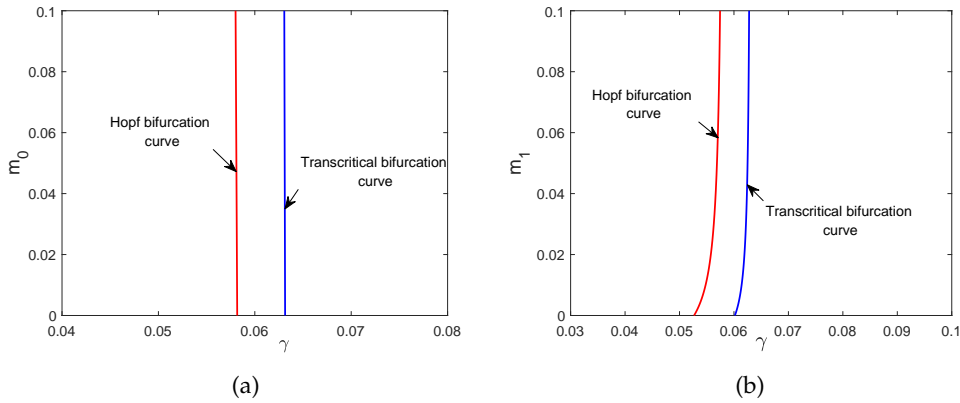 0.1
0.08
0.06
0.04
0.02
0
m0
Hopf bifurcation
curve
Transcritical bifurcation
curve
0.04
0.05
0.06
0.07
0.08
γ
(a)
0.1
0.08
0.06
0.04
0.02
0
m1
Hopf bifurcation
curve
Transcritical bifurcation
curve
0.03
0.04
0.05
0.06
0.07
0.08
0.09
0.1
γ
(b)